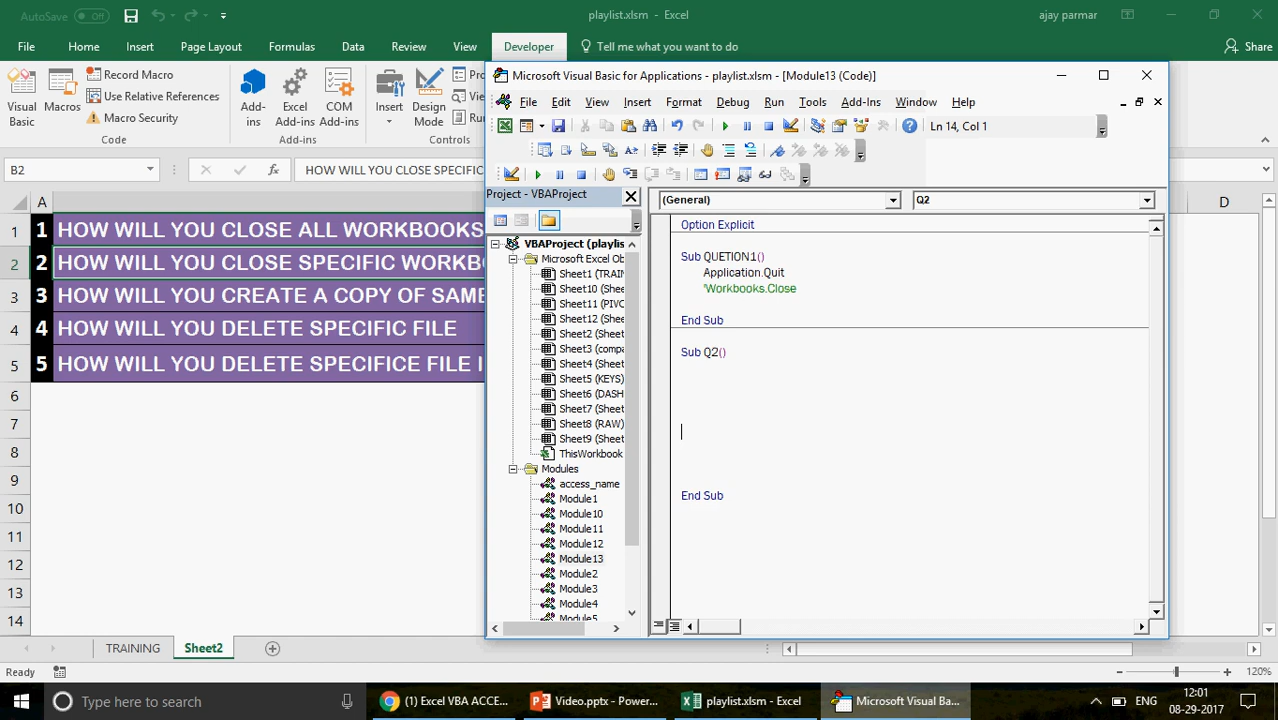 AutoSave Off
playlist.xlsm - Excel
ajay parmar
File Home Insert Page Layout Formulas Data Review View Developer Tell me what you want to do Share
Visual Basic
Macros
Record Macro
Use Relative References
Macro Security
Code
Add-ins
Excel Add-ins
COM Add-ins
Add-ins
Insert
Design Mode
Controls
B2
fx
HOW WILL YOU CLOSE SPECIFIC
A
D
1 HOW WILL YOU CLOSE ALL WORKBOOKS
2 HOW WILL YOU CLOSE SPECIFIC WORKB
3 HOW WILL YOU CREATE A COPY OF SAME
4 HOW WILL YOU DELETE SPECIFIC FILE
5 HOW WILL YOU DELETE SPECIFICE FILE I
1
2
3
4
5
6
7
8
9
10
11
12
13
14
TRAINING Sheet2
Ready
120%
Microsoft Visual Basic for Applications - playlist.xlsm - [Module13 (Code)]
File Edit View Insert Format Debug Run Tools Add-Ins Window Help
Ln 14, Col 1
Project - VBAProject
VBAProject (playlis
Microsoft Excel Ob
Sheet1 (TRAIN
Sheet10 (Sheet
Sheet11 (PIVO
Sheet12 (Shee
Sheet2 (Sheet
Sheet3 (compa
Sheet4 (Sheet
Sheet5 (KEYS)
Sheet6 (DASH
Sheet7 (Sheet
Sheet8 (RAW)
Sheet9 (Sheet
ThisWorkbook
Modules
access_name
Module1
Module10
Module11
Module12
Module13
Module2
Module3
Module4
Module5
(General)
Q2
Option Explicit
Sub QUETION1()
Application.Quit
'Workbooks.Close
End Sub
Sub Q2()
End Sub
Type here to search
(1) Excel VBA ACCE...
Video.pptx - Power...
playlist.xlsm - Excel
Microsoft Visual Ba...
ENG
12:01
08-29-2017